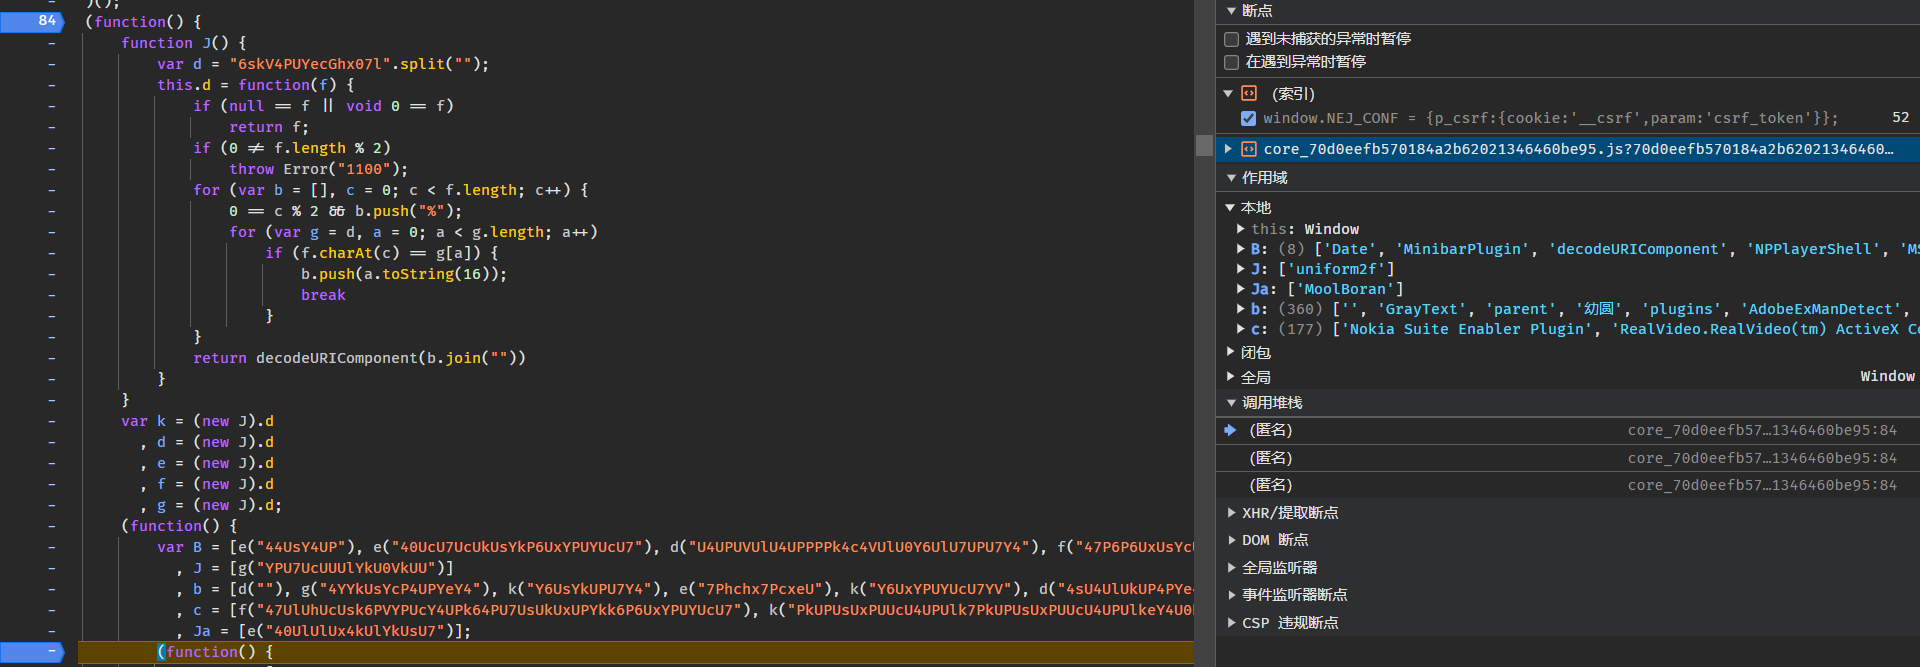 )();
84 (function() {
function J() {
var d = "6skV4PUYecGhx07l".split("");
this.d = function(f) {
if (null == f || void 0 == f)
return f;
if (0 != f.length % 2)
throw Error("1100");
for (var b = [], c = 0; c < f.length; c++) {
0 == c % 2 && b.push("%");
for (var g = d, a = 0; a < g.length; a++)
if (f.charAt(c) == g[a]) {
b.push(a.toString(16));
break
}
}
return decodeURIComponent(b.join(""))
}
}
var k = (new J).d
, d = (new J).d
, e = (new J).d
, f = (new J).d
, g = (new J).d;
(function() {
var B = [e("44UsY4UP"), e("40UcU7UcUkUsYkP6UxYPUYUcU7"), d("U4UPUVUlU4UPPPPk4c4VUlU0Y6UlU7UPU7Y4"), f("47P6P6UxUsYcU
, J = [g("YPU7UcUUUlYkU0VkUU")]
, b = [d(""), g("4YYkUsYcP4UPYeY4"), k("Y6UsYkUPU7Y4"), e("7Phchx7PcxeU"), k("Y6UxYPUYUcU7YV"), d("4sU4UlUkUP4PYe
, c = [f("47UlUhUcUsk6PVYPUcY4UPk64PU7UsUkUxUPYkk6P6UxYPUYUcU7"), k("PkUPUsUxPUUcU4UPUlk7PkUPUsUxPUUcU4UPUlkeY4U0
, Ja = [e("40UlUlUx4kUlYkUsU7")];
(function() {
断点
遇到未捕获的异常时暂停
在遇到异常时暂停
(索引)
window.NEJ_CONF = {p_csrf:{cookie:'__csrf',param:'csrf_token'}}; 52
core_70d0eefb570184a2b62021346460be95.js?70d0eefb570184a2b62021346460…
作用域
本地
this: Window
B: (8) ['Date', 'MinibarPlugin', 'decodeURIComponent', 'NPPlayerShell', 'MS
J: ['uniform2f']
Ja: ['MoolBoran']
b: (360) ['', 'GrayText', 'parent', '幼圆', 'plugins', 'AdobeExManDetect',
c: (177) ['Nokia Suite Enabler Plugin', 'RealVideo.RealVideo(tm) ActiveX Co
闭包
全局 Window
调用堆栈
(匿名) core_70d0eefb57…1346460be95:84
(匿名) core_70d0eefb57…1346460be95:84
(匿名) core_70d0eefb57…1346460be95:84
XHR/提取断点
DOM 断点
全局监听器
事件监听器断点
CSP 违规断点